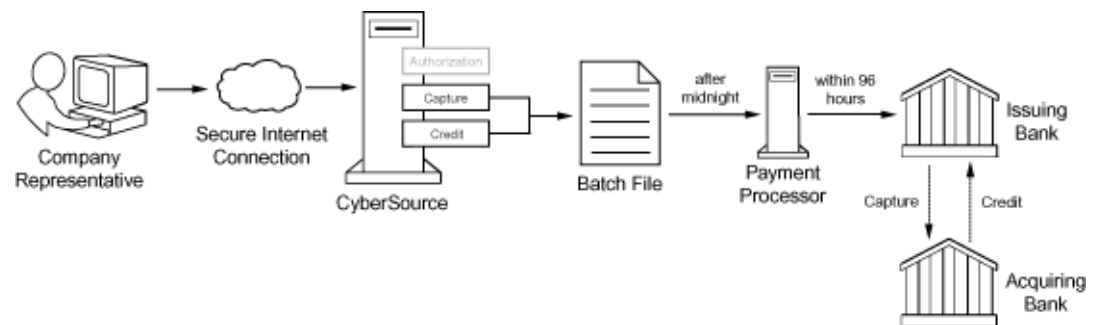 Company
Representative
Secure Internet
Connection
Authorization
Capture
Credit
CyberSource
Batch File
after
midnight
Payment
Processor
within 96
hours
Issuing
Bank
Capture
Credit
Acquiring
Bank